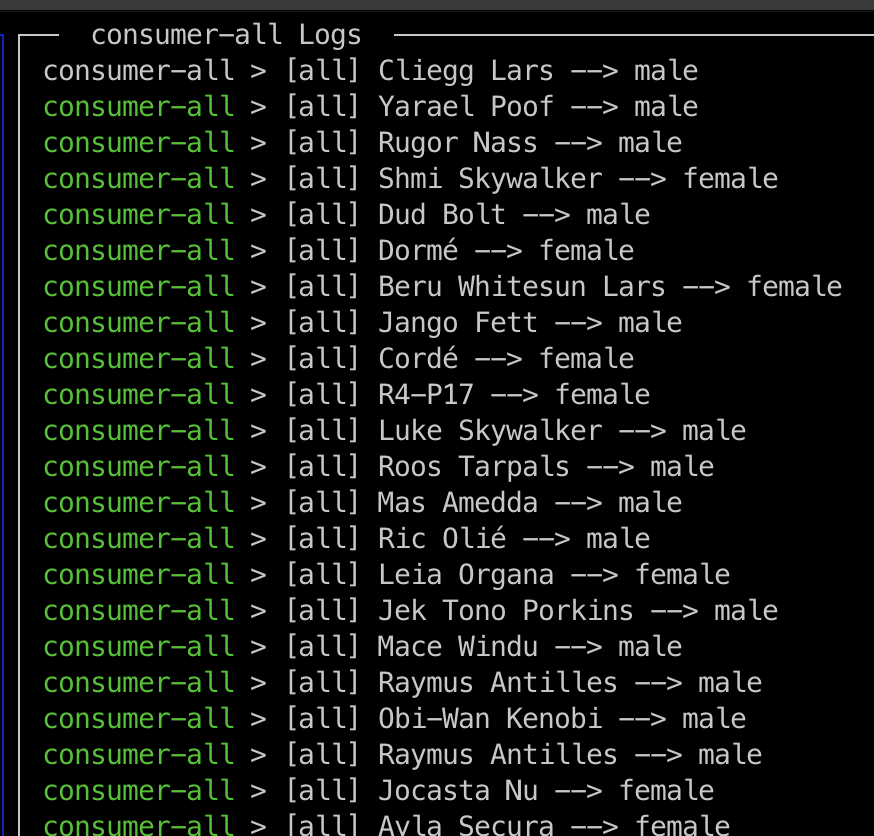 consumer-all Logs
consumer-all > [all] Cliegg Lars --> male
consumer-all > [all] Yarael Poof --> male
consumer-all > [all] Rugor Nass --> male
consumer-all > [all] Shmi Skywalker --> female
consumer-all > [all] Dud Bolt --> male
consumer-all > [all] Dormé --> female
consumer-all > [all] Beru Whitesun Lars --> female
consumer-all > [all] Jango Fett --> male
consumer-all > [all] Cordé --> female
consumer-all > [all] R4-P17 --> female
consumer-all > [all] Luke Skywalker --> male
consumer-all > [all] Roos Tarpals --> male
consumer-all > [all] Mas Amedda --> male
consumer-all > [all] Ric Olié --> male
consumer-all > [all] Leia Organa --> female
consumer-all > [all] Jek Tono Porkins --> male
consumer-all > [all] Mace Windu --> male
consumer-all > [all] Raymus Antilles --> male
consumer-all > [all] Obi-Wan Kenobi --> male
consumer-all > [all] Raymus Antilles --> male
consumer-all > [all] Jocasta Nu --> female
consumer-all > [all] Ayla Secura --> female